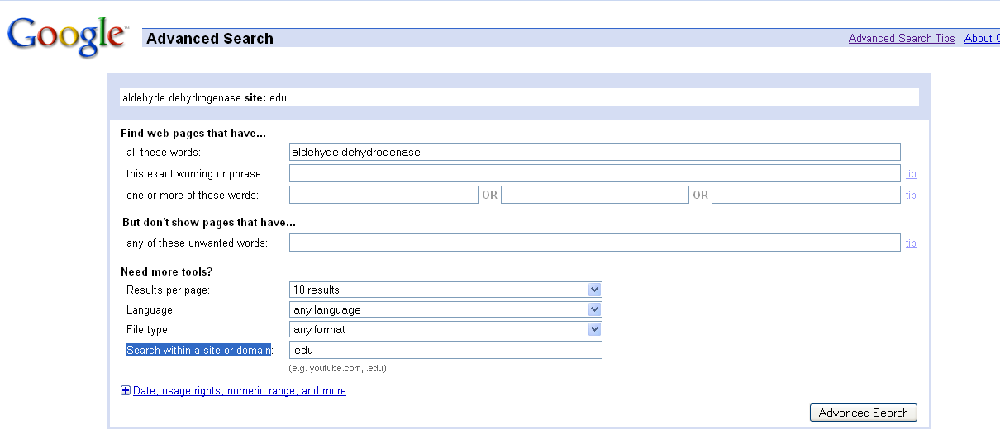 Google™ Advanced Search Advanced Search Tips | About
aldehyde dehydrogenase site:.edu
Find web pages that have...
all these words: aldehyde dehydrogenase
this exact wording or phrase: tip
one or more of these words: OR OR tip
But don't show pages that have...
any of these unwanted words: tip
Need more tools?
Results per page: 10 results
Language: any language
File type: any format
Search within a site or domain: .edu
(e.g. youtube.com, .edu)
Date, usage rights, numeric range, and more
Advanced Search